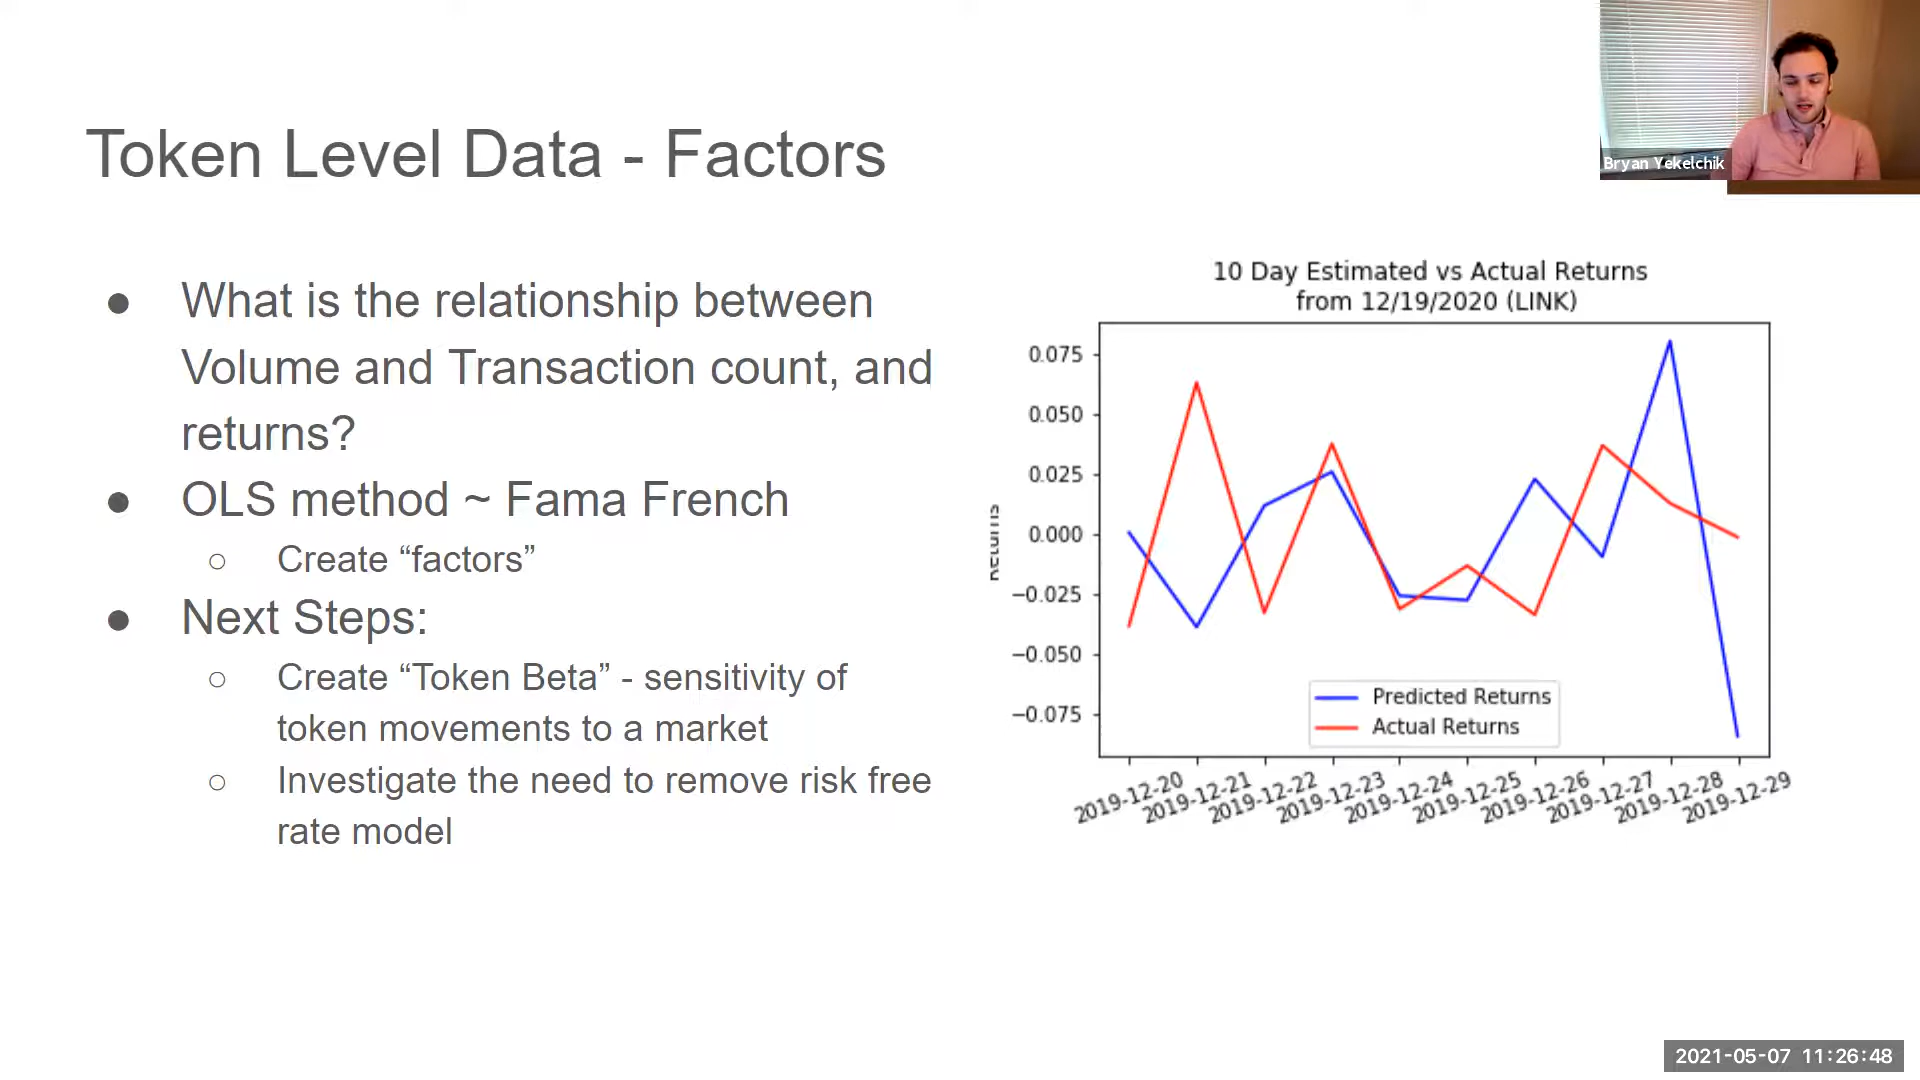 Token Level Data - Factors
Bryan Yekelchik
● What is the relationship between
Volume and Transaction count, and
returns?
● OLS method ~ Fama French
○ Create “factors”
● Next Steps:
○ Create “Token Beta” - sensitivity of
token movements to a market
○ Investigate the need to remove risk free
rate model
10 Day Estimated vs Actual Returns
from 12/19/2020 (LINK)
Returns
0.075
0.050
0.025
0.000
−0.025
−0.050
−0.075
Predicted Returns
Actual Returns
2019-12-20
2019-12-21
2019-12-22
2019-12-23
2019-12-24
2019-12-25
2019-12-26
2019-12-27
2019-12-28
2019-12-29
2021-05-07 11:26:48